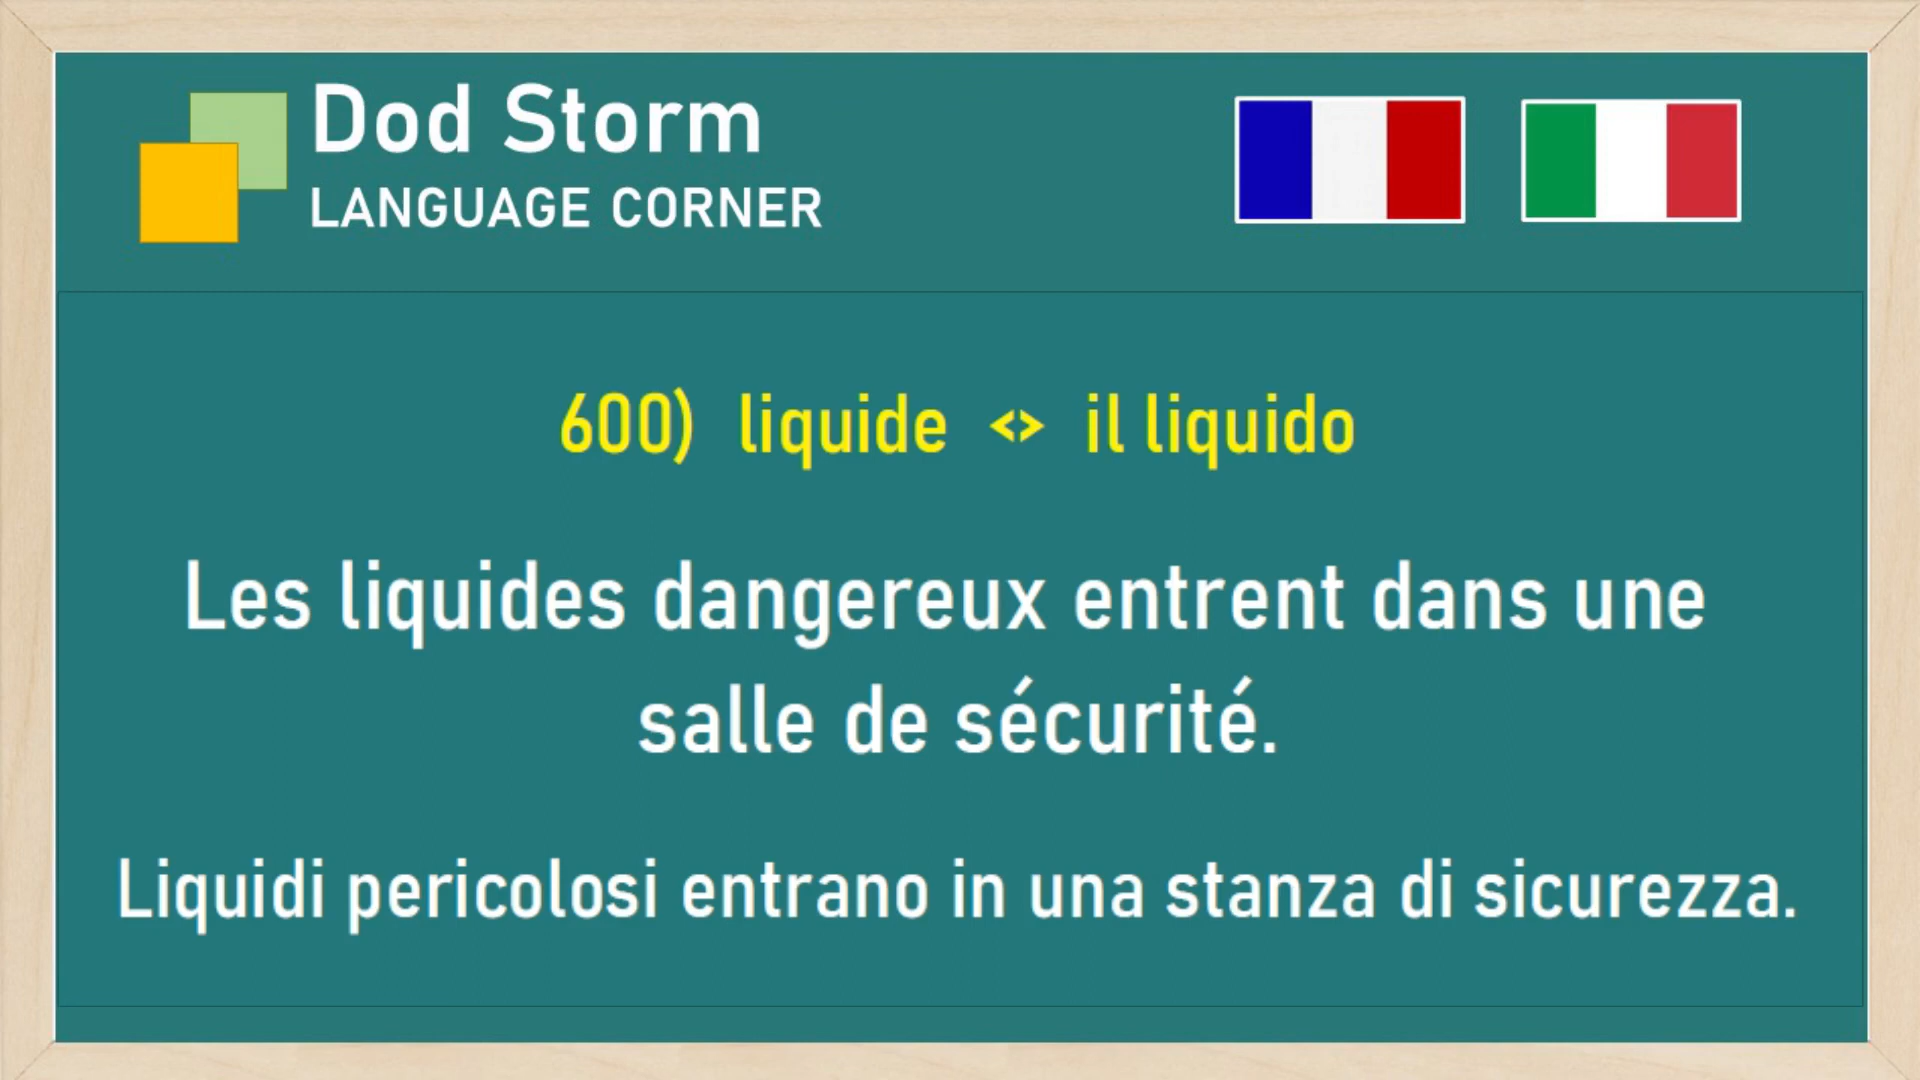 Dod Storm
LANGUAGE CORNER
600) liquide <> il liquido
Les liquides dangereux entrent dans une
salle de sécurité.
Liquidi pericolosi entrano in una stanza di sicurezza.